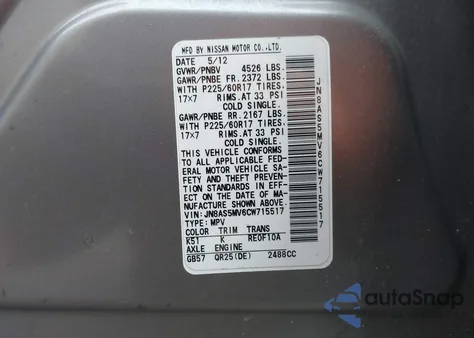 MFD BY NISSAN MOTOR CO.,LTD.
DATE 5/12
GVWR/PNBV 4526 LBS.
GAWR/PNBE FR. 2372 LBS.
WITH P225/60R17 TIRES.
17×7 RIMS.AT 33 PSI
COLD SINGLE.
GAWR/PNBE RR. 2167 LBS.
WITH P225/60R17 TIRES.
17×7 RIMS.AT 33 PSI
COLD SINGLE.
THIS VEHICLE CONFORMS
TO ALL APPLICABLE FED-
ERAL MOTOR VEHICLE SA-
FETY AND THEFT PREVEN-
TION STANDARDS IN EFF-
ECT ON THE DATE OF MA-
NUFACTURE SHOWN ABOVE.
VIN:JN8AS5MV6CW715517
TYPE: MPV
COLOR TRIM TRANS
K51 K RE0F10A
AXLE ENGINE
GB57 QR25(DE) 2488CC
JN8AS5MV6CW715517
autoSnap